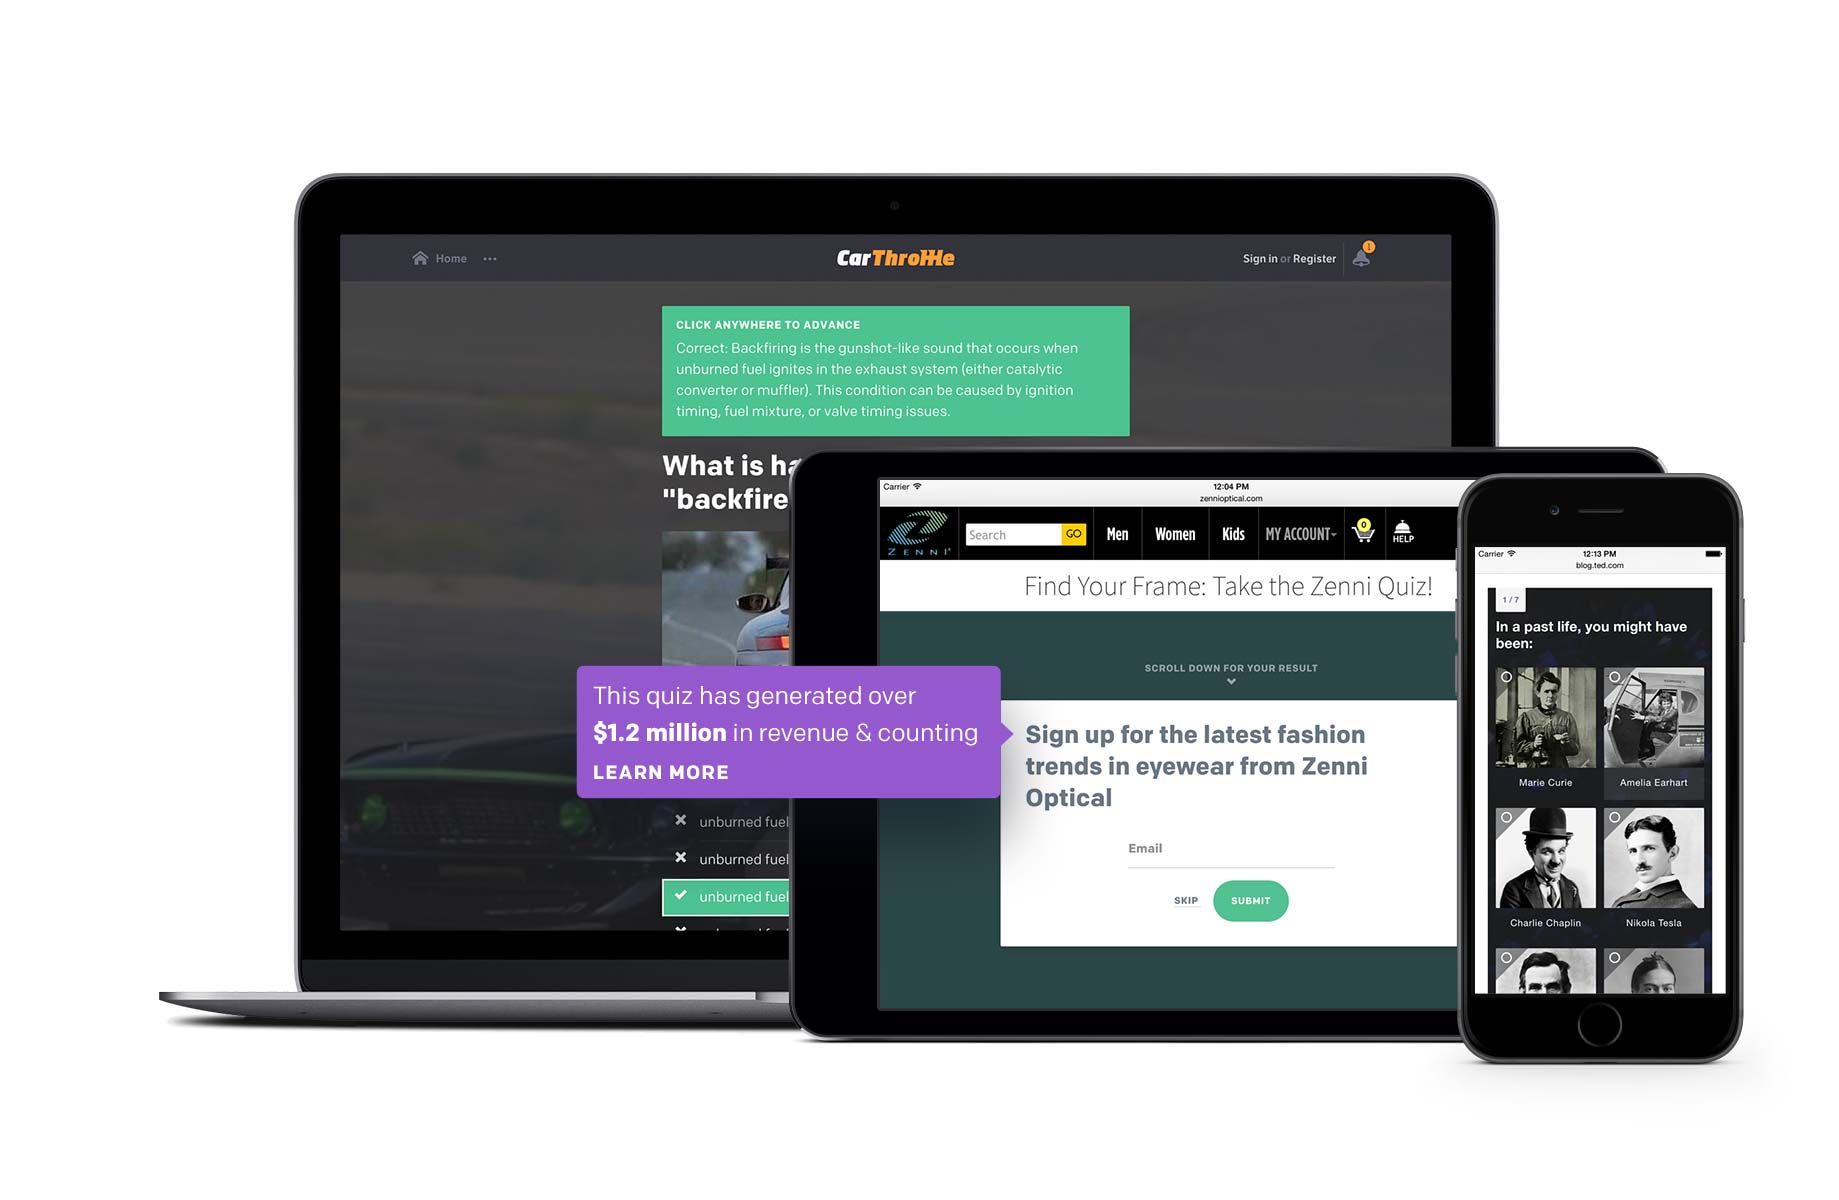 Home
CarThrottle
Sign in or Register
1
CLICK ANYWHERE TO ADVANCE
Correct: Backfiring is the gunshot-like sound that occurs when
unburned fuel ignites in the exhaust system (either catalytic
converter or muffler). This condition can be caused by ignition
timing, fuel mixture, or valve timing issues.
What is ha
"backfire
unburned fuel
unburned fuel
unburned fuel
This quiz has generated over
$1.2 million in revenue & counting
LEARN MORE
Carrier
12:04 PM
zennioptical.com
ZENNI
Search
GO
Men
Women
Kids
MY ACCOUNT
0
HELP
Find Your Frame: Take the Zenni Quiz!
SCROLL DOWN FOR YOUR RESULT
Sign up for the latest fashion
trends in eyewear from Zenni
Optical
Email
SKIP
SUBMIT
Carrier
12:13 PM
blog.ted.com
1 / 7
In a past life, you might have
been:
Marie Curie
Amelia Earhart
Charlie Chaplin
Nikola Tesla